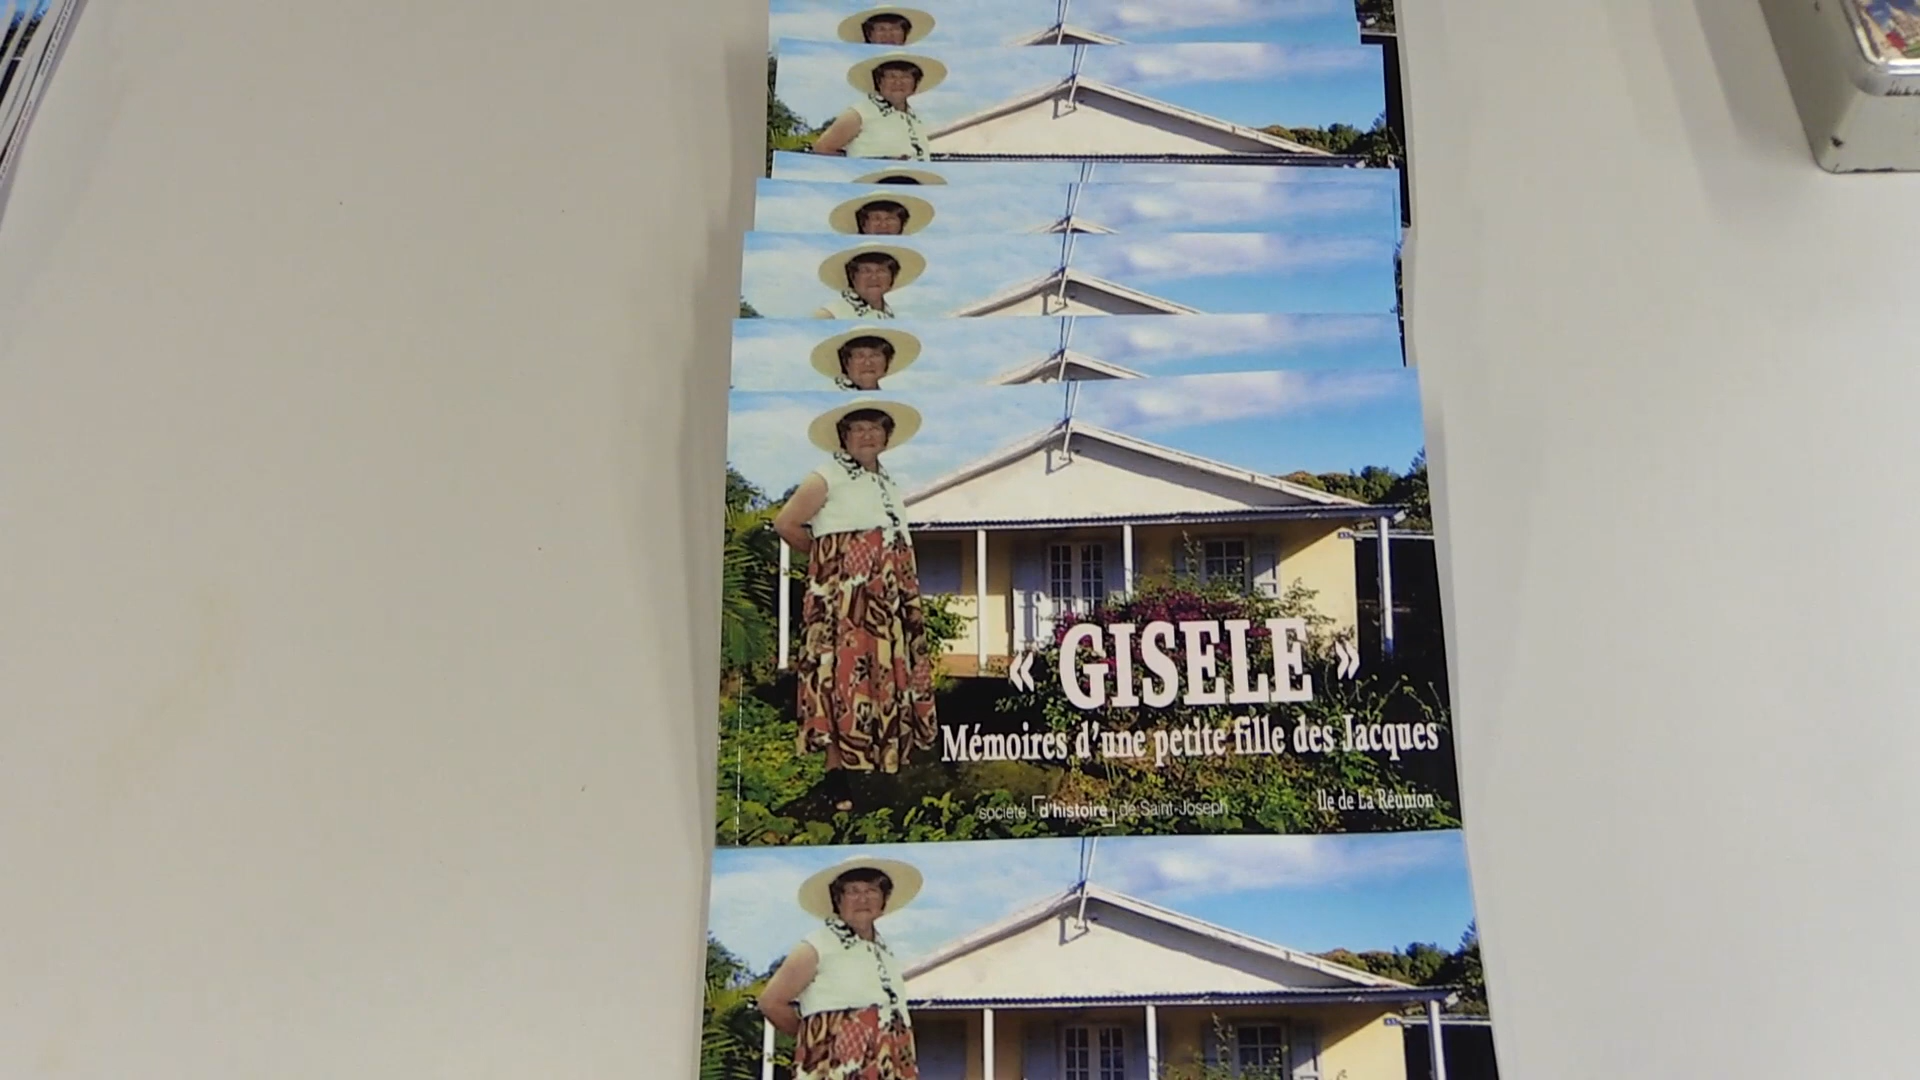 « GISELE »
Mémoires d'une petite fille des Jacques
société d'histoire de Saint-Joseph
Ile de La Réunion